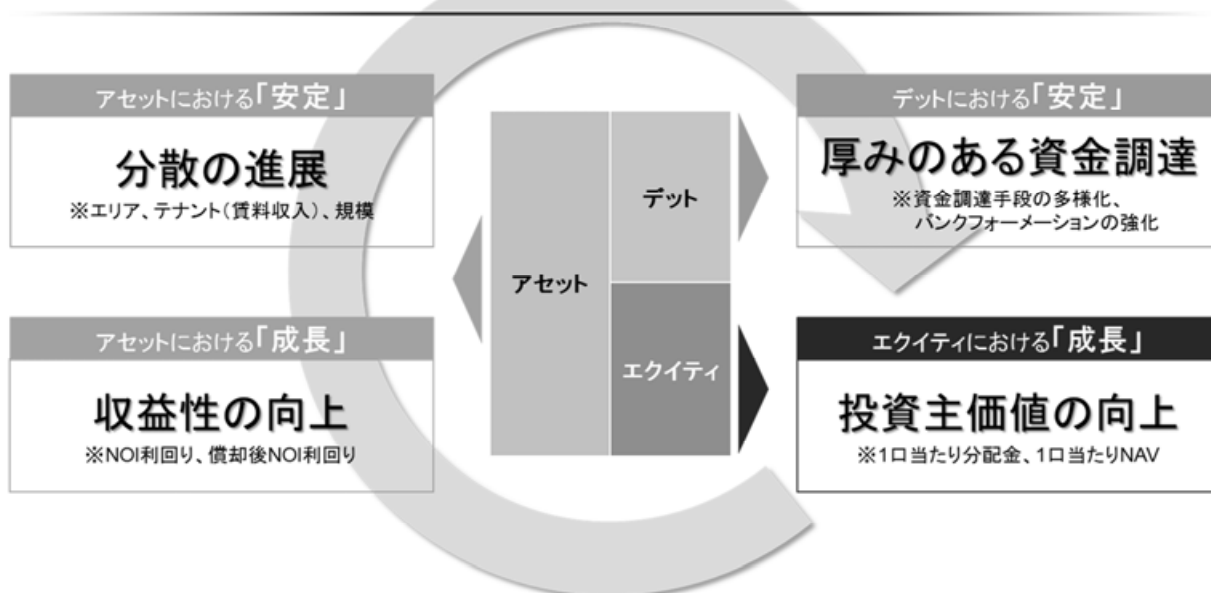 アセットにおける「安定」
分散の進展
※エリア、テナント(賃料収入)、規模
アセットにおける「成長」
収益性の向上
※NOI利回り、償却後NOI利回り
アセット
デット
エクイティ
デットにおける「安定」
厚みのある資金調達
※資金調達手段の多様化、
バンクフォーメーションの強化
エクイティにおける「成長」
投資主価値の向上
※1口当たり分配金、1口当たりNAV